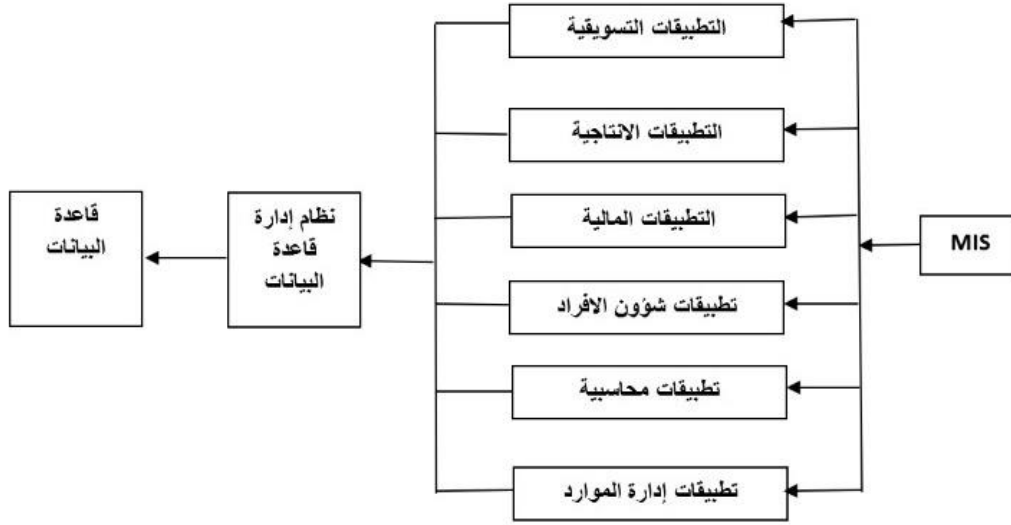 التطبيقات التسويقية
التطبيقات الانتاجية
التطبيقات المالية
تطبيقات شؤون الافراد
تطبيقات محاسبية
تطبيقات إدارة الموارد
MIS
نظام إدارة
قاعدة
البيانات
قاعدة
البيانات